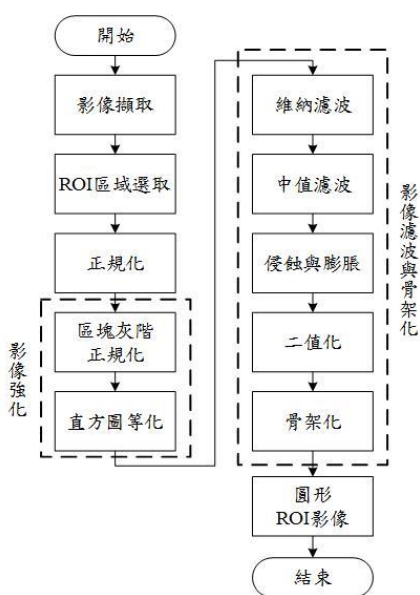 開始
影像擷取
ROI區域選取
正規化
區塊灰階
正規化
直方圖等化
影像強化
維納濾波
中值濾波
侵蝕與膨脹
二值化
骨架化
影像濾波與骨架化
圓形
ROI影像
結束